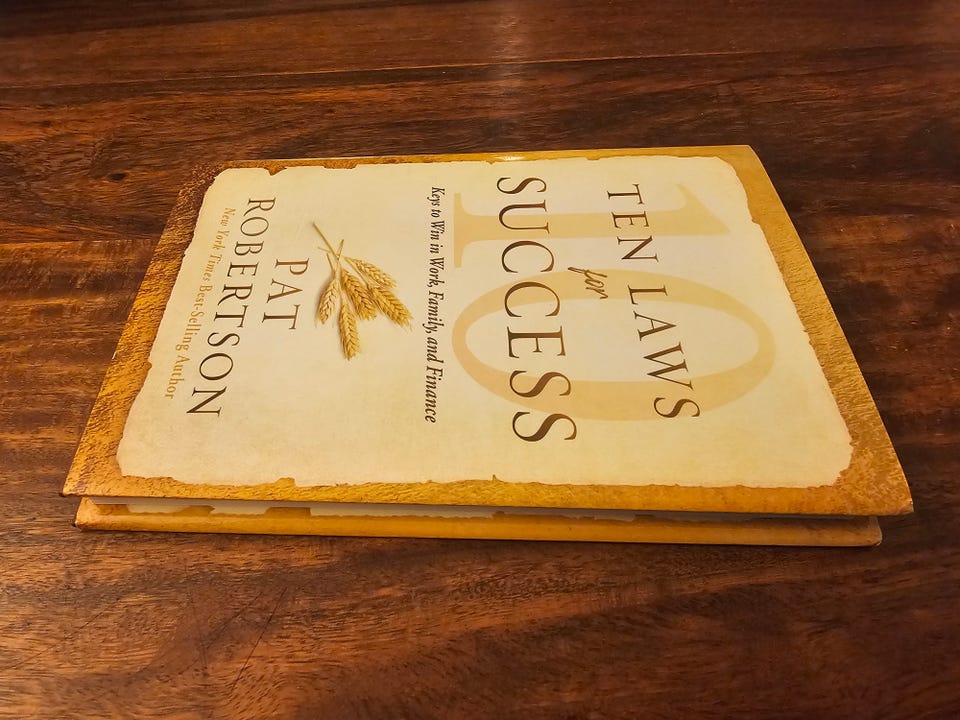 10
TEN LAWS
for
SUCCESS
Keys to Win in Work, Family, and Finance
PAT
ROBERTSON
New York Times Best-Selling Author